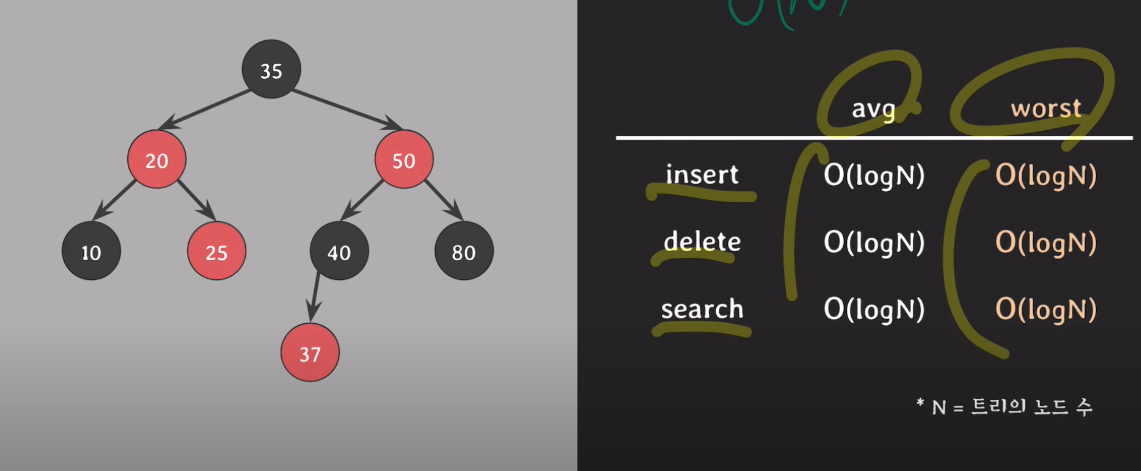 35
20 50
10 25 40 80
37
avg worst
insert O(logN) O(logN)
delete O(logN) O(logN)
search O(logN) O(logN)
* N = 트리의 노드 수